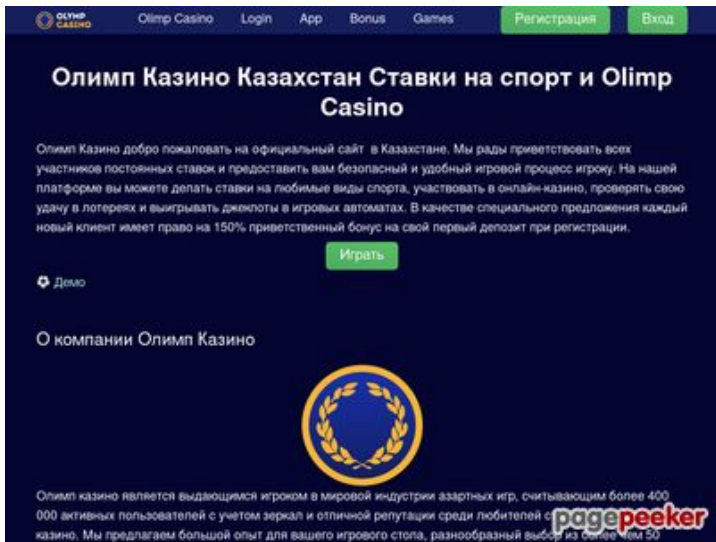 OLYMP CASINO Olimp Casino Login App Bonus Games Регистрация Вход
Олимп Казино Казахстан Ставки на спорт и Olimp
Casino
Олимп Казино добро пожаловать на официальный сайт в Казахстане. Мы рады приветствовать всех
участников постоянных ставок и предоставить вам безопасный и удобный игровой процесс игроку. На нашей
платформе вы можете делать ставки на любимые виды спорта, участвовать в онлайн-казино, проверять свою
удачу в лотереях и выигрывать джекпоты в игровых автоматах. В качестве специального предложения каждый
новый клиент имеет право на 150% приветственный бонус на свой первый депозит при регистрации.
Играть
Демо
О компании Олимп Казино
Олимп казино является выдающимся игроком в мировой индустрии азартных игр, считывающим более 400
000 активных пользователей с учетом зеркал и отличной репутации среди любителей
казино. Мы предлагаем большой опыт для вашего игрового стола, разнообразный выбор из более чем 50
pagepeeker